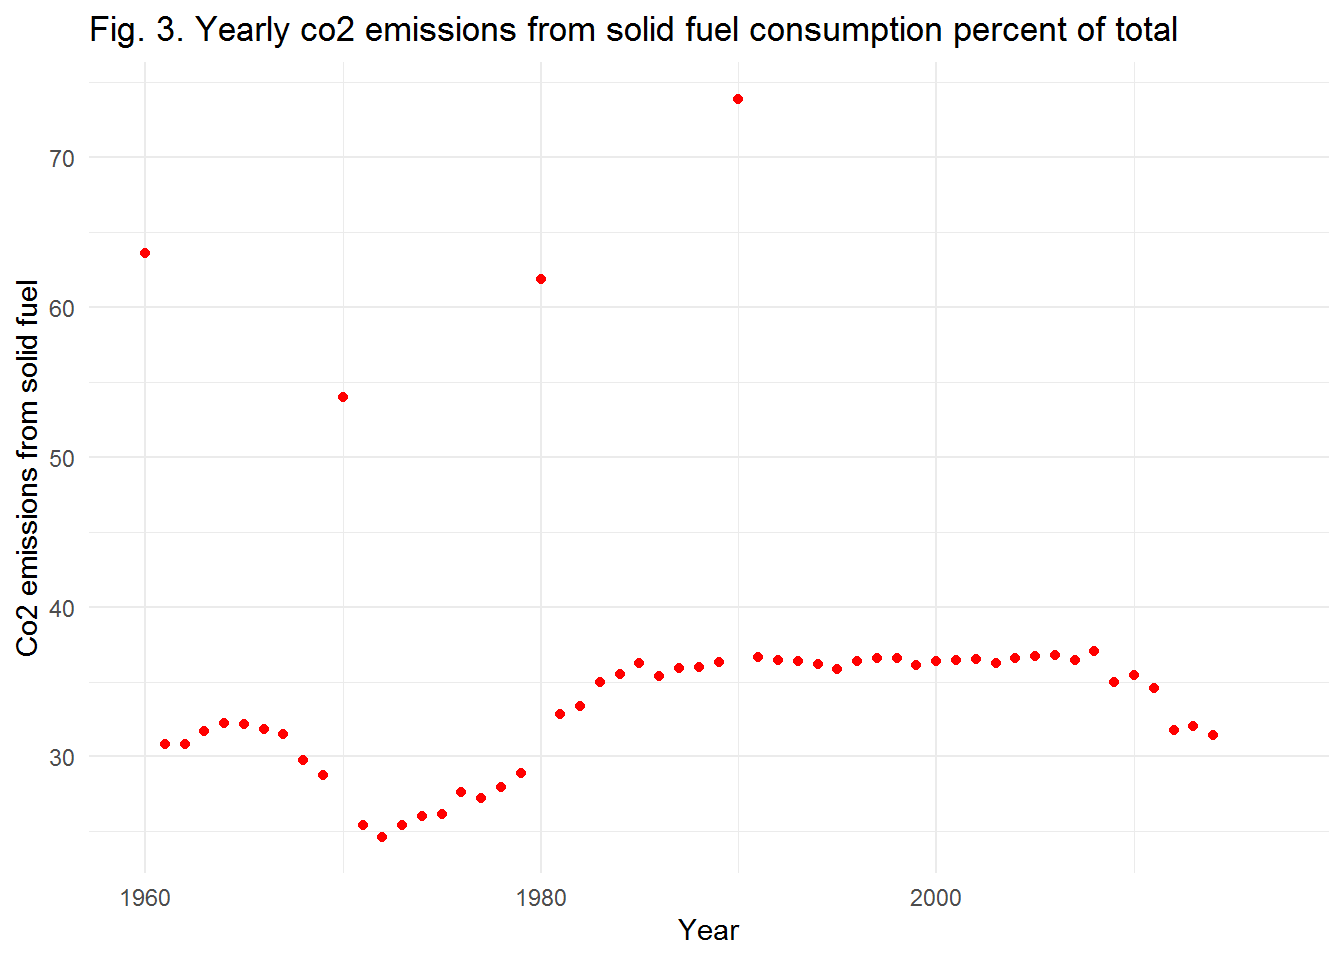 Fig. 3. Yearly co2 emissions from solid fuel consumption percent of total
Co2 emissions from solid fuel
70
60
50
40
30
1960
1980
2000
Year